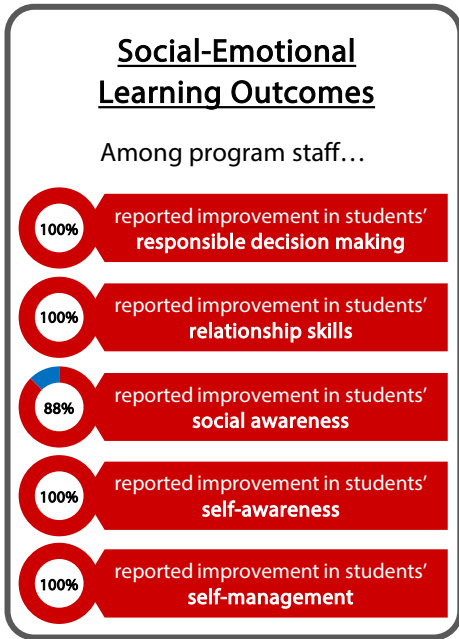 Social-Emotional
Learning Outcomes
Among program staff…
100%
reported improvement in students’
responsible decision making
100%
reported improvement in students’
relationship skills
88%
reported improvement in students’
social awareness
100%
reported improvement in students’
self-awareness
100%
reported improvement in students’
self-management